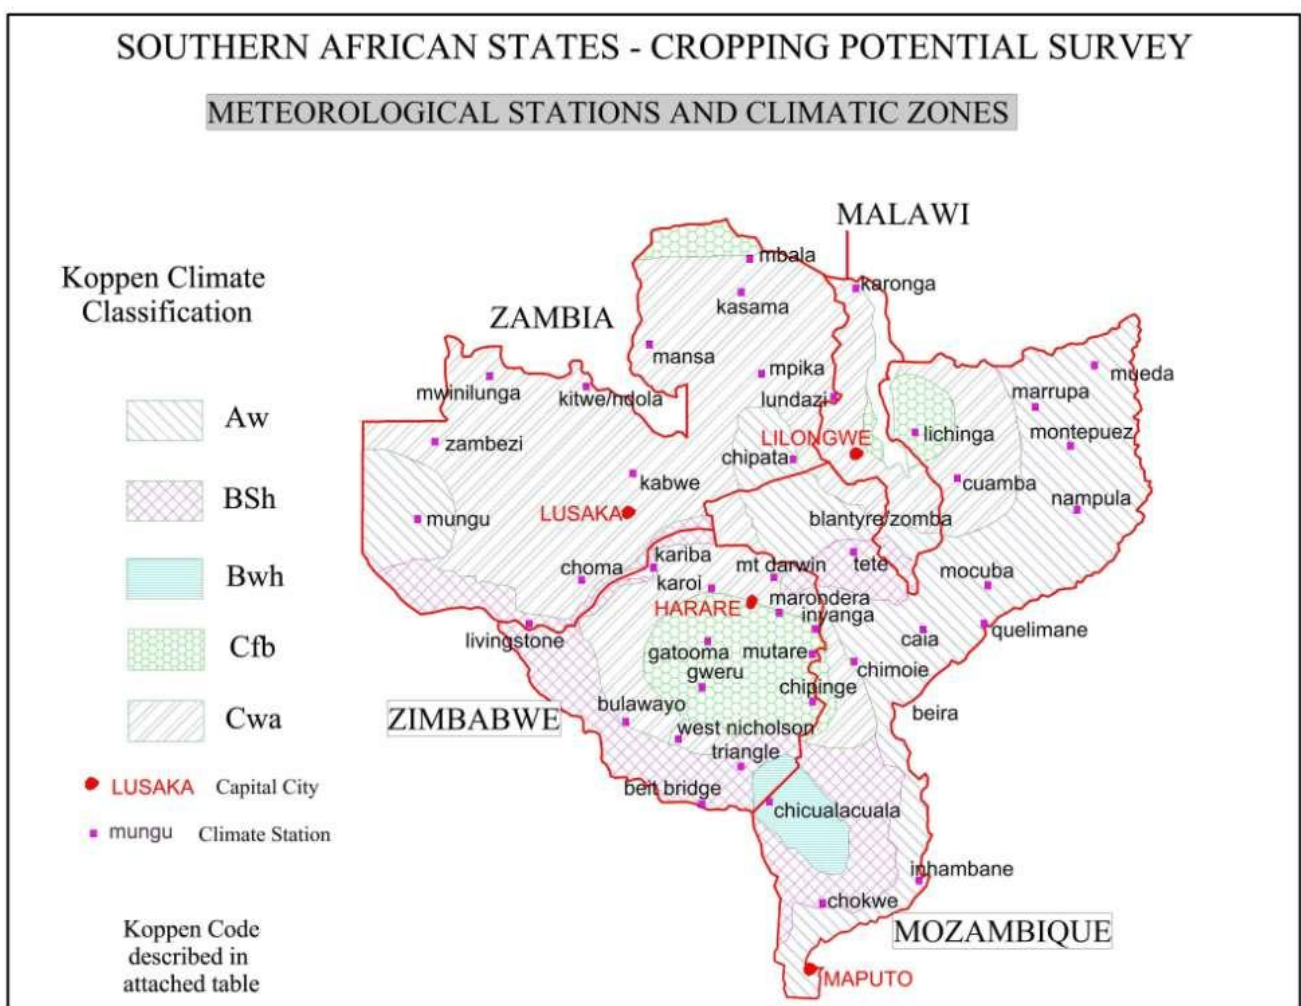 SOUTHERN AFRICAN STATES - CROPPING POTENTIAL SURVEY
METEOROLOGICAL STATIONS AND CLIMATIC ZONES
MALAWI
Koppen Climate
Classification
ZAMBIA
mbala
karonga
kasama
mansa
mpika
mueda
mwinilunga
kitwe/ndola
lundazi
marrupa
Aw
zambezi
LILONGWE
lichinga
montepuez
chipata
kabwe
cuamba
BSh
mungu
LUSAKA
blantyre/zomba
nampula
kariba
choma
karoi
mt darwin
tete
mocuba
Bwh
HARARE
marondera
inyanga
livingstone
caia
quelimane
Cfb
gatooma
mutare
chimoie
gweru
chipinge
bulawayo
beira
Cwa
ZIMBABWE
west nicholson
triangle
LUSAKA Capital City
beit bridge
chicualacuala
mungu Climate Station
inhambane
chokwe
Koppen Code
described in
attached table
MOZAMBIQUE
MAPUTO